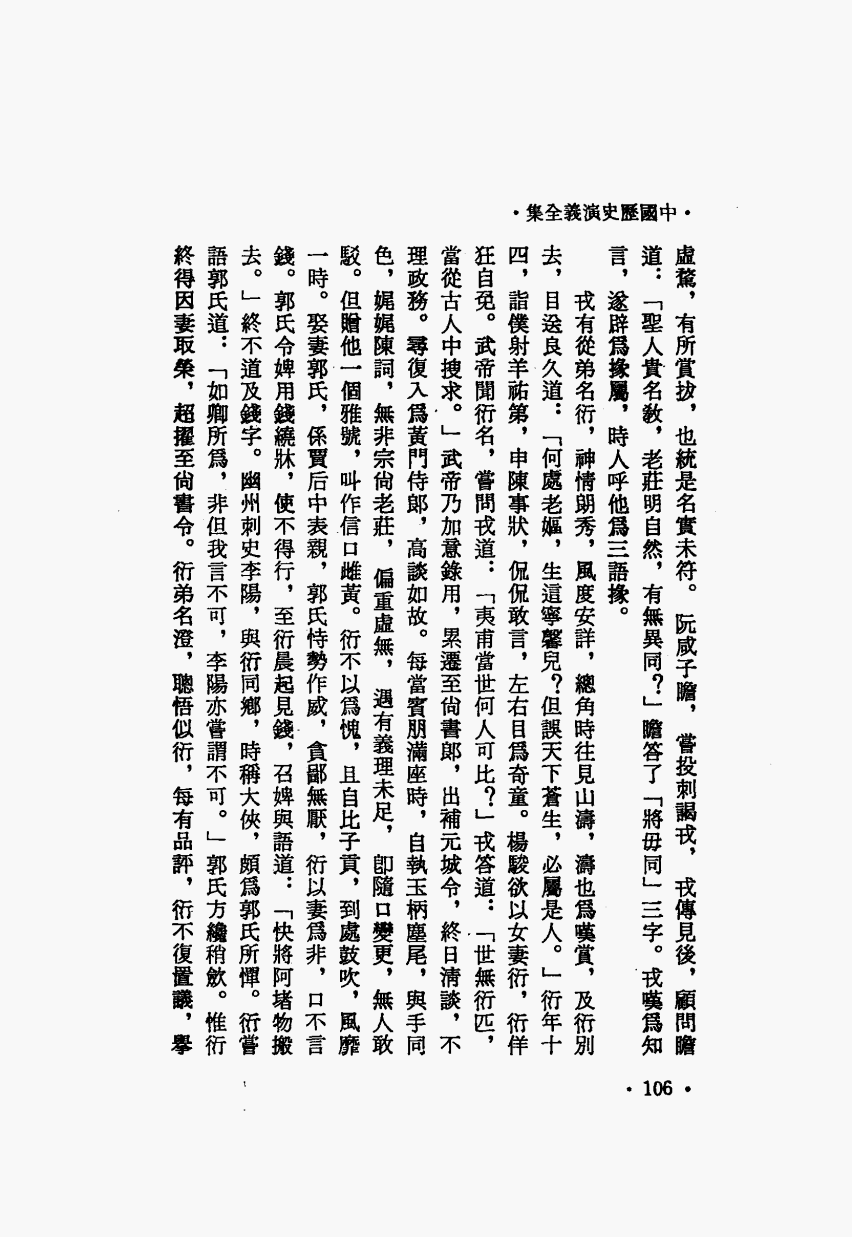 •中國歷史演義全集•
虛騖，有所賞拔，也統是名實未符。阮咸子瞻，嘗投刺謁戎，戎傳見後，顧問瞻
道：「聖人貴名教，老莊明自然，有無異同？」瞻答了「將毋同」三字。戎嘆爲知
言，遂辟爲掾屬，時人呼他爲三語掾。
戎有從弟名衍，神情朗秀，風度安詳，總角時往見山濤，濤也爲嘆賞，及衍別
去，目送良久道：「何處老嫗，生這寧馨兒？但誤天下蒼生，必屬是人。」衍年十
四，詣僕射羊祜第，申陳事狀，侃侃敢言，左右目爲奇童。楊駿欲以女妻衍，衍佯
狂自免。武帝聞衍名，嘗問戎道：「夷甫當世何人可比？」戎答道：「世無衍匹，
當從古人中搜求。」武帝乃加意錄用，累遷至尙書郎，出補元城令，終日清談，不
理政務。尋復入爲黃門侍郎，高談如故。每當賓朋滿座時，自執玉柄麈尾，與手同
色，娓娓陳詞，無非宗尙老莊，偏重虛無，遇有義理未足，卽隨口變更，無人敢
駁。但贈他一個雅號，叫作信口雌黃。衍不以爲愧，且自比子貢，到處鼓吹，風靡
一時。娶妻郭氏，係賈后中表親，郭氏恃勢作威，貪鄙無厭，衍以妻爲非，口不言
錢。郭氏令婢用錢繞牀，使不得行，至衍晨起見錢，召婢與語道：「快將阿堵物搬
去。」終不道及錢字。幽州刺史李陽，與衍同鄉，時稱大俠，頗爲郭氏所憚。衍嘗
語郭氏道：「如卿所爲，非但我言不可，李陽亦嘗謂不可。」郭氏方纔稍斂。惟衍
終得因妻取榮，超擢至尙書令。衍弟名澄，聰悟似衍，每有品評，衍不復置議，擧
•106•